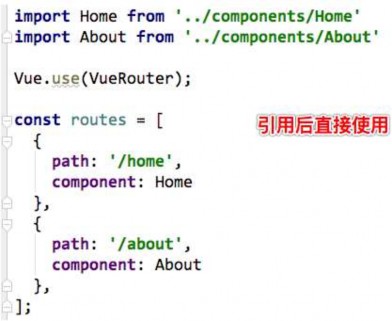 import Home from '../components/Home'
import About from '../components/About'
Vue.use(VueRouter);
const routes = [
引用后直接使用
{
path: '/home',
component: Home
},
{
path: '/about',
component: About
},
];